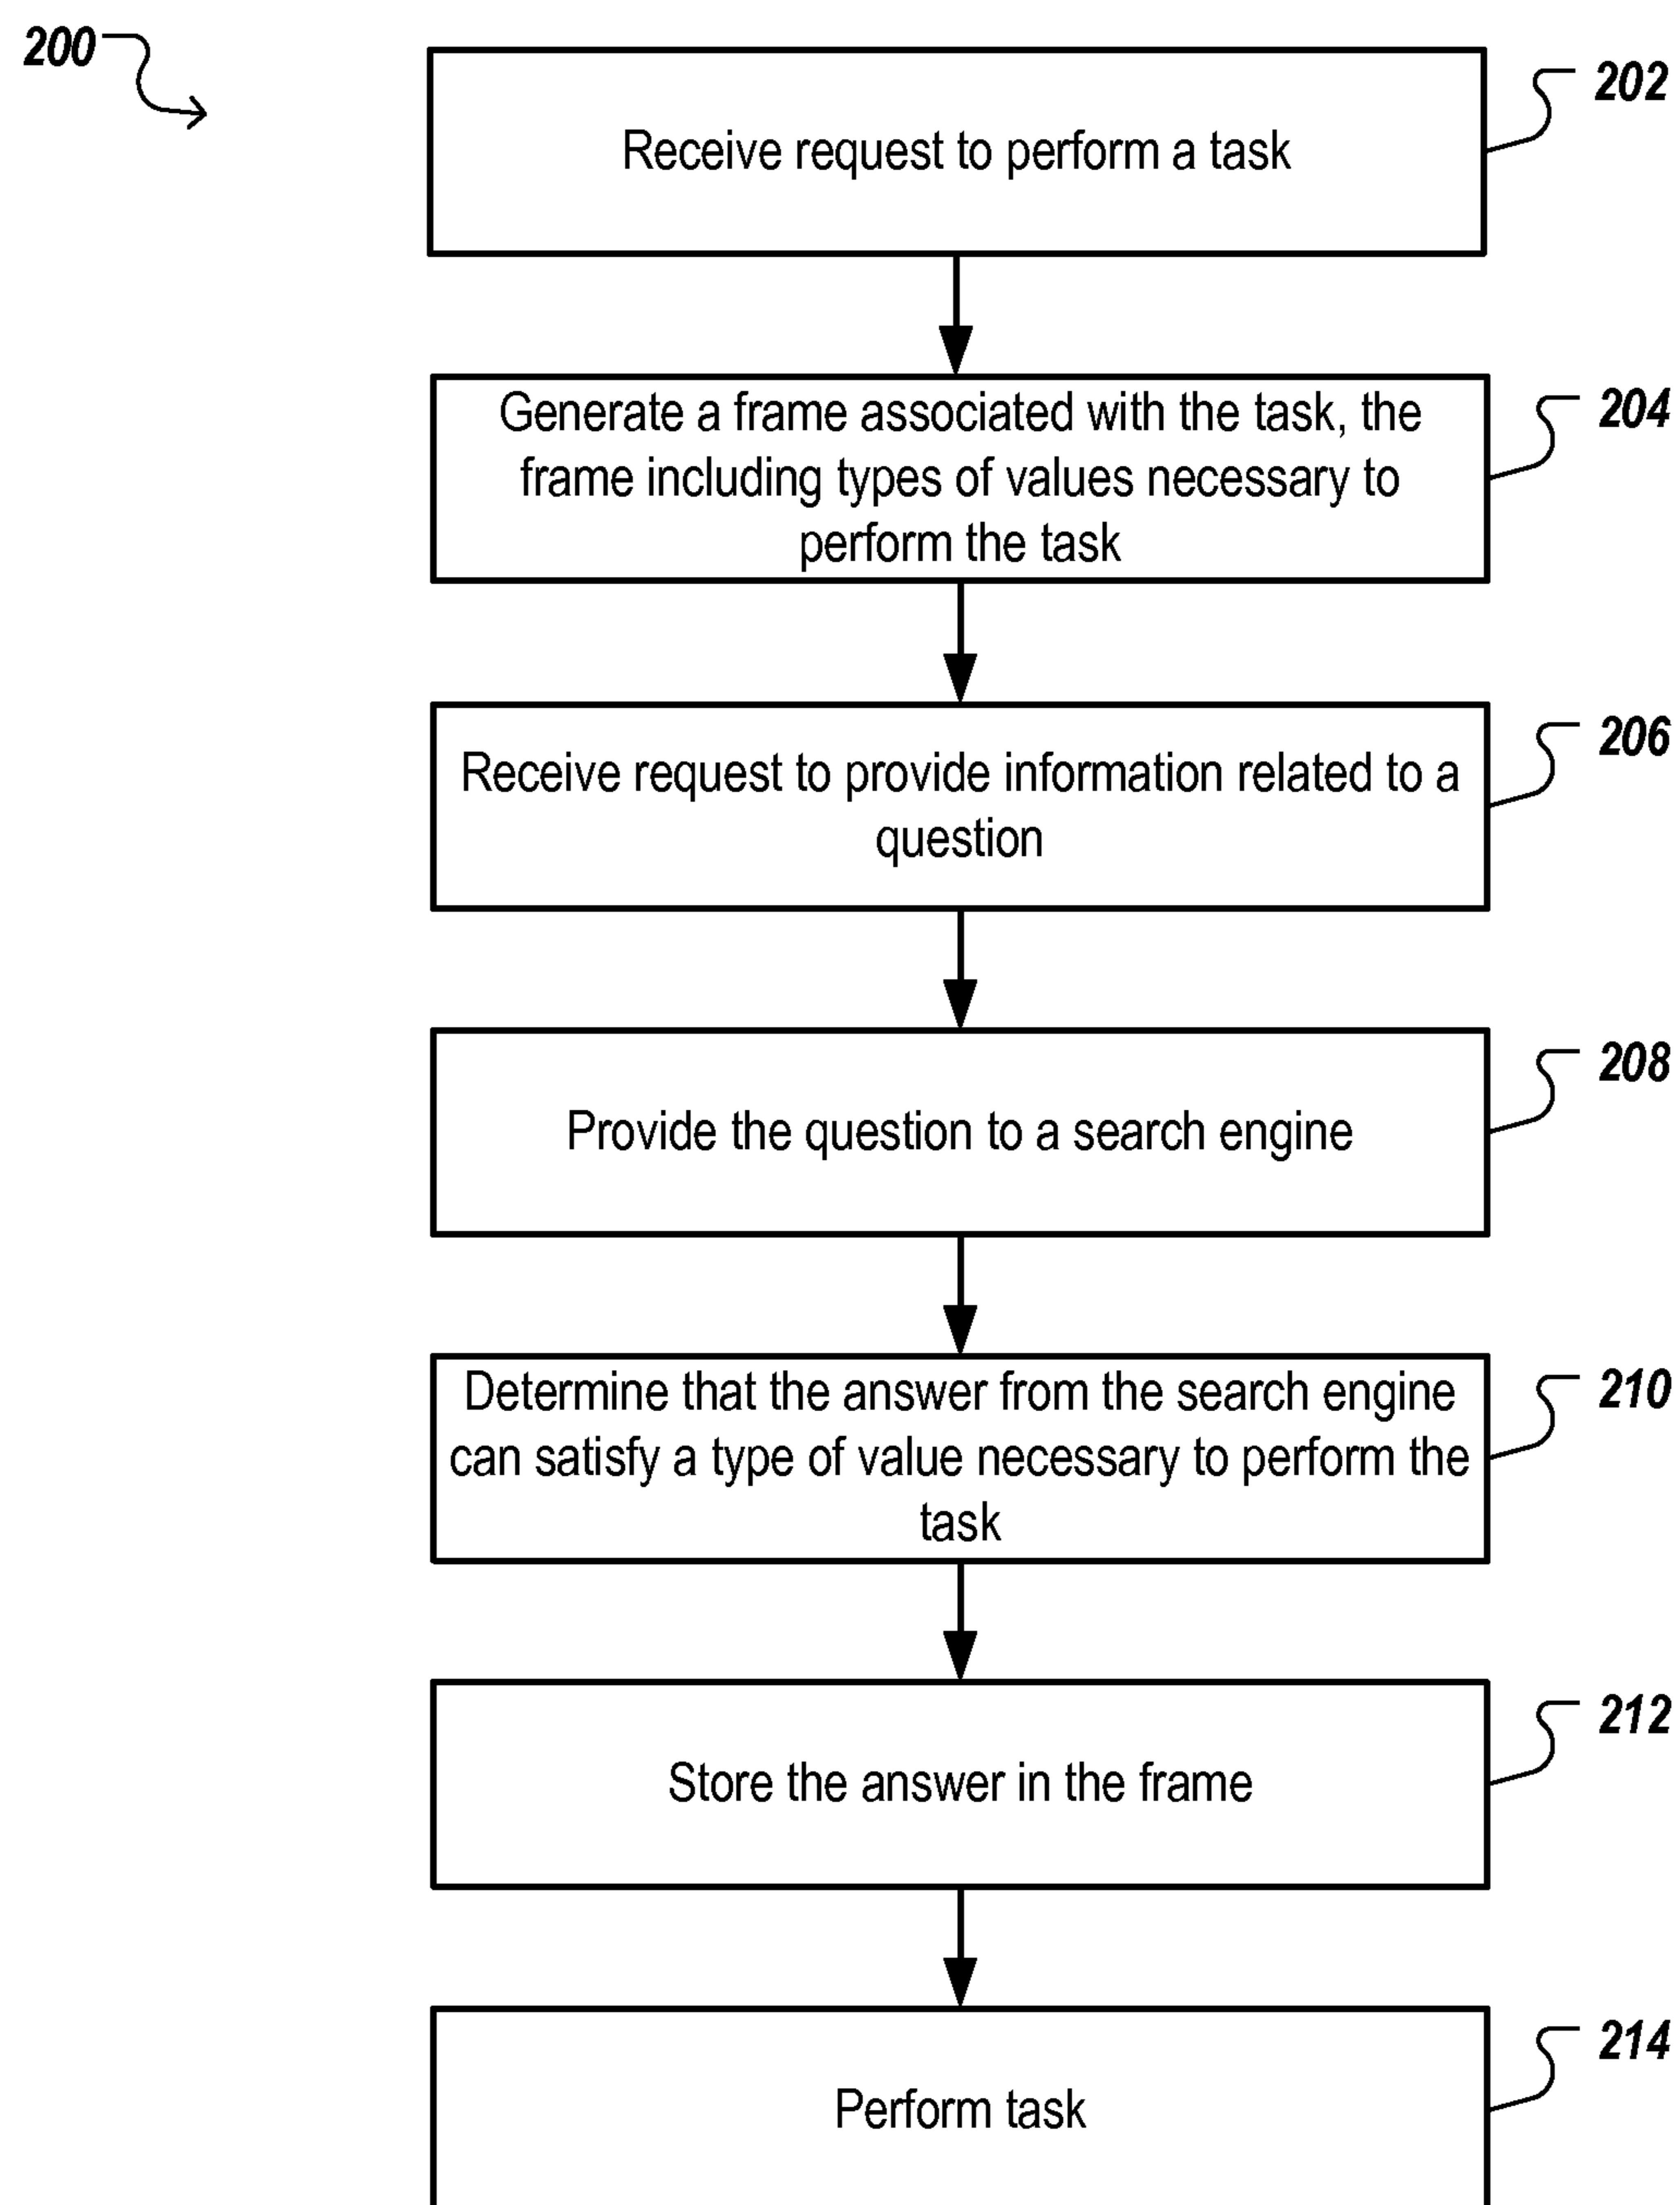 200
202
Receive request to perform a task
204
Generate a frame associated with the task, the
frame including types of values necessary to
perform the task
206
Receive request to provide information related to a
question
208
Provide the question to a search engine
210
Determine that the answer from the search engine
can satisfy a type of value necessary to perform the
task
212
Store the answer in the frame
214
Perform task